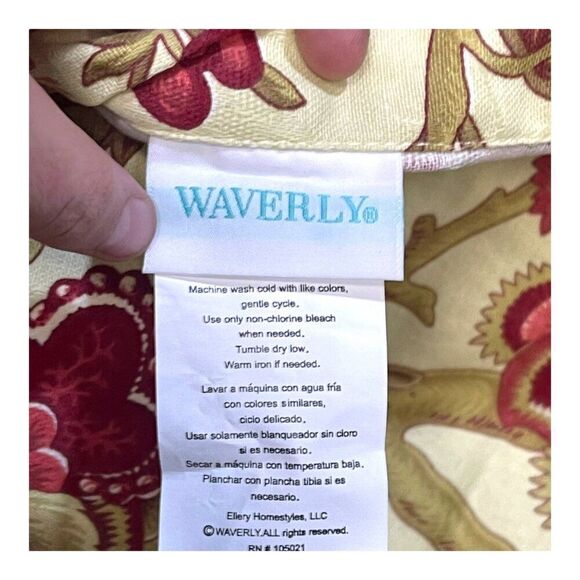 WAVERLY®
Machine wash cold with like colors,
gentle cycle.
Use only non-chlorine bleach
when needed.
Tumble dry low.
Warm iron if needed.
Lavar a máquina con agua fría
con colores similares,
ciclo delicado.
Usar solamente blanqueador sin cloro
si es necesario.
Secar a máquina con temperatura baja.
Planchar con plancha tibia si es
necesario.
Ellery Homestyles, LLC
©WAVERLY.ALL rights reserved.
RN # 105021